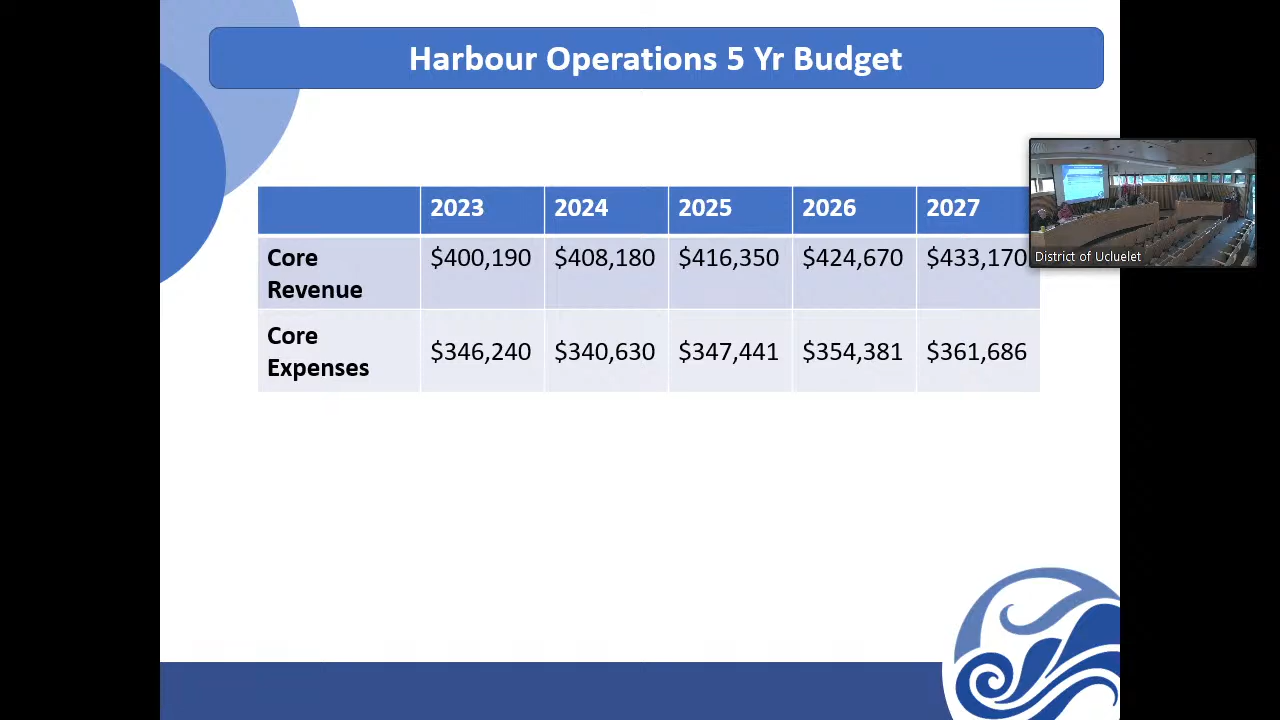 Harbour Operations 5 Yr Budget
2023 2024 2025 2026 2027
Core Revenue $400,190 $408,180 $416,350 $424,670 $433,170
Core Expenses $346,240 $340,630 $347,441 $354,381 $361,686
District of Ucluelet